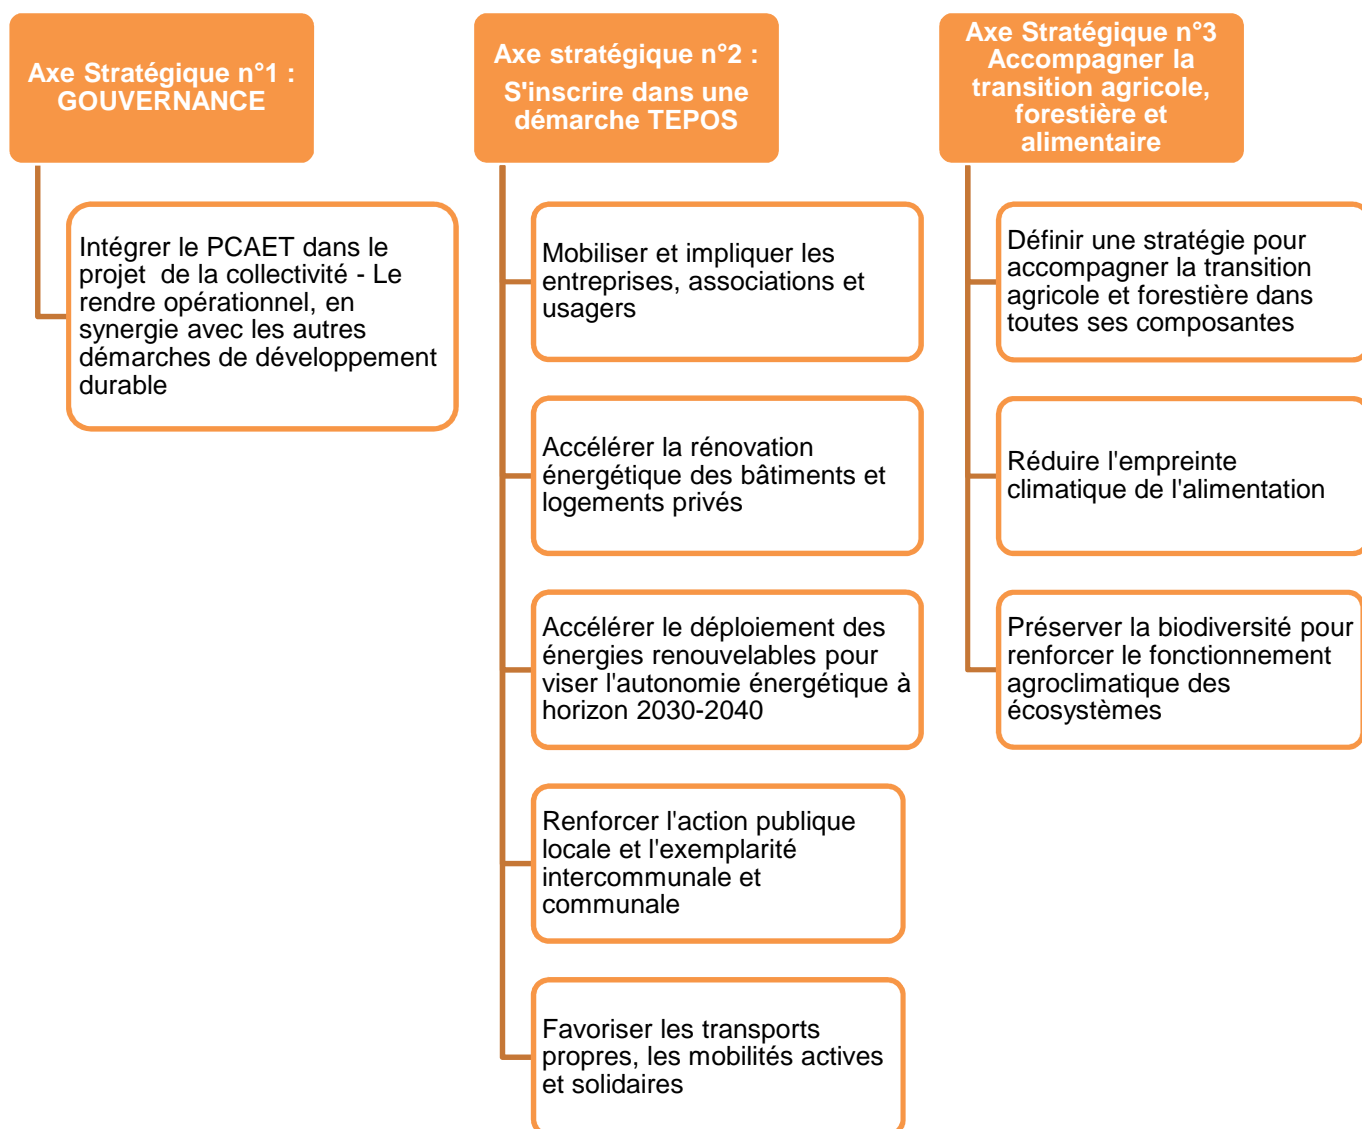 Axe Stratégique n°1 :
GOUVERNANCE
Intégrer le PCAET dans le
projet  de la collectivité - Le
rendre opérationnel, en
synergie avec les autres
démarches de développement
durable
Axe stratégique n°2 :
S'inscrire dans une
démarche TEPOS
Mobiliser et impliquer les
entreprises, associations et
usagers
Accélérer la rénovation
énergétique des bâtiments et
logements privés
Accélérer le déploiement des
énergies renouvelables pour
viser l'autonomie énergétique à
horizon 2030-2040
Renforcer l'action publique
locale et l'exemplarité
intercommunale et
communale
Favoriser les transports
propres, les mobilités actives
et solidaires
Axe Stratégique n°3
Accompagner la
transition agricole,
forestière et
alimentaire
Définir une stratégie pour
accompagner la transition
agricole et forestière dans
toutes ses composantes
Réduire l'empreinte
climatique de l'alimentation
Préserver la biodiversité pour
renforcer le fonctionnement
agroclimatique des
écosystèmes